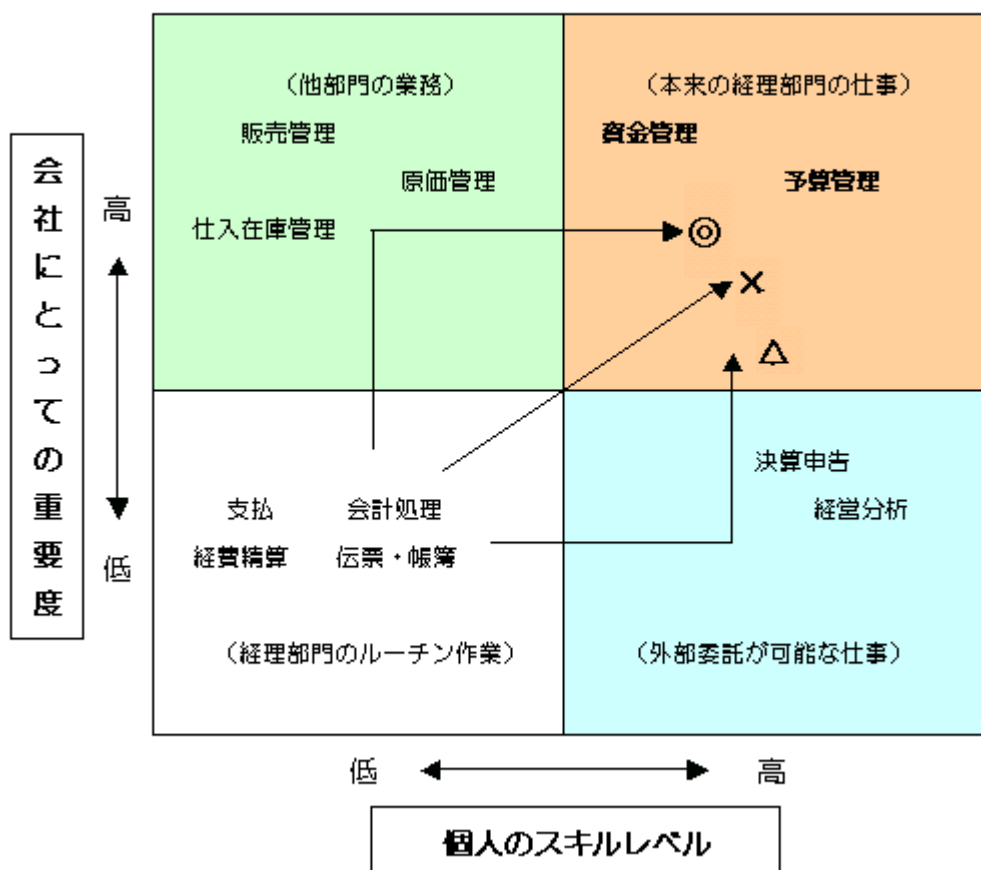 （他部門の業務）
販売管理
原価管理
仕入在庫管理
（本来の経理部門の仕事）
資金管理
予算管理
◎
×
△
会社にとっての重要度
高
低
支払 会計処理
経費精算 伝票・帳簿
（経理部門のルーチン作業）
決算申告
経営分析
（外部委託が可能な仕事）
低 高
個人のスキルレベル